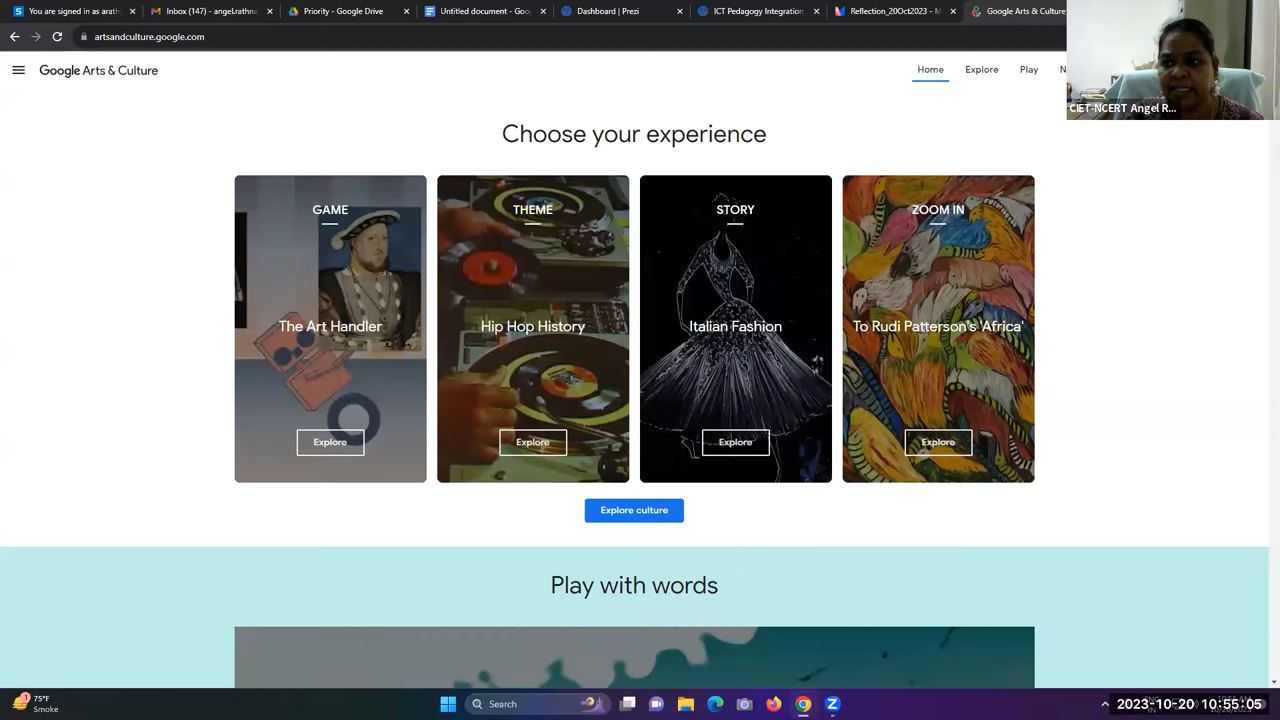 You are signed in as arath
Inbox (147) - angel.rathna
Priority - Google Drive
Untitled document - Goo
Dashboard | Prezi
ICT Pedagogy Integration
Reflection_20Oct2023 - M
Google Arts & Culture
artsandculture.google.com
Google Arts & Culture
Home
Explore
Play
N
CIET-NCERT Angel R...
Choose your experience
GAME
The Art Handler
Explore
THEME
Hip Hop History
Explore
STORY
Italian Fashion
Explore
ZOOM IN
To Rudi Patterson's 'Africa'
Explore
Explore culture
Play with words
1
75°F
Smoke
Search
2023-10-20 10:55:05